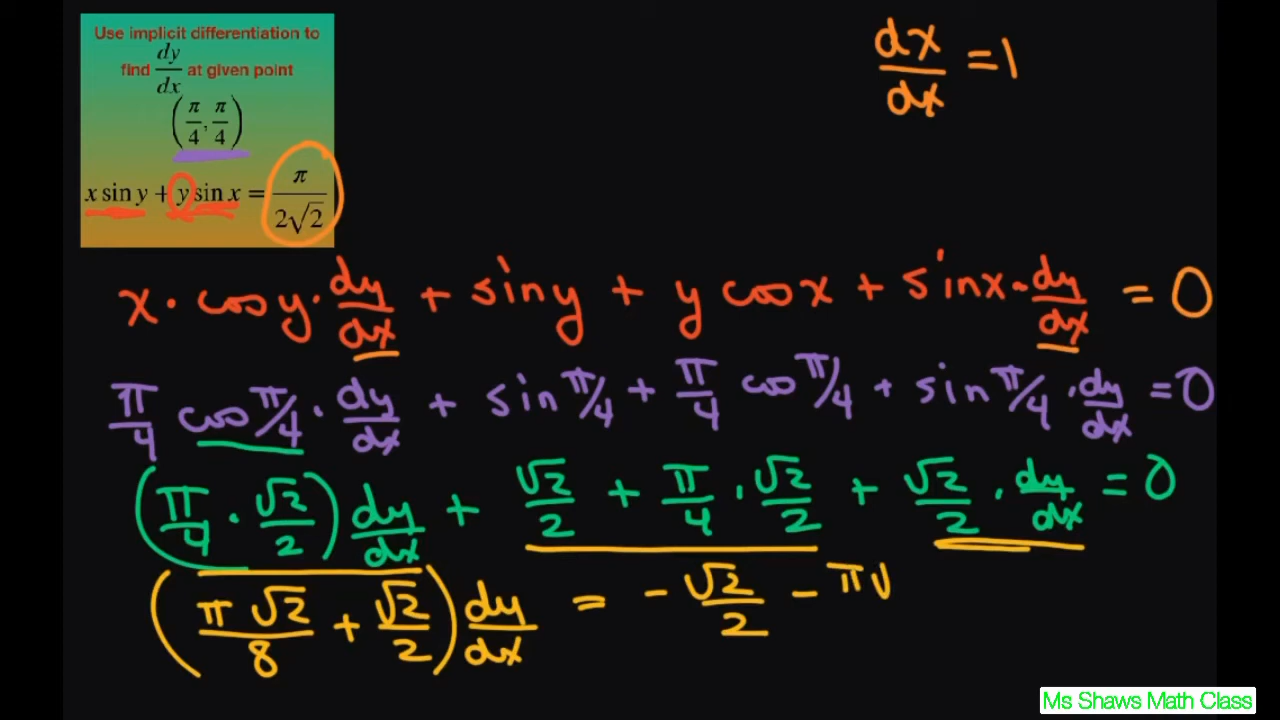 Use implicit differentiation to
find dy/dx at given point
(π/4, π/4)
x sin y + y sin x = π/(2√2)
dx/dx = 1
x · cos y · dy/dx + sin y + y cos x + sin x · dy/dx = 0
π/4 cos π/4 · dy/dx + sin π/4 + π/4 cos π/4 + sin π/4 · dy/dx = 0
(π/4 · √2/2) dy/dx + √2/2 + π/4 · √2/2 + √2/2 · dy/dx = 0
(π√2/8 + √2/2) dy/dx = - √2/2 - π√
Ms Shaws Math Class